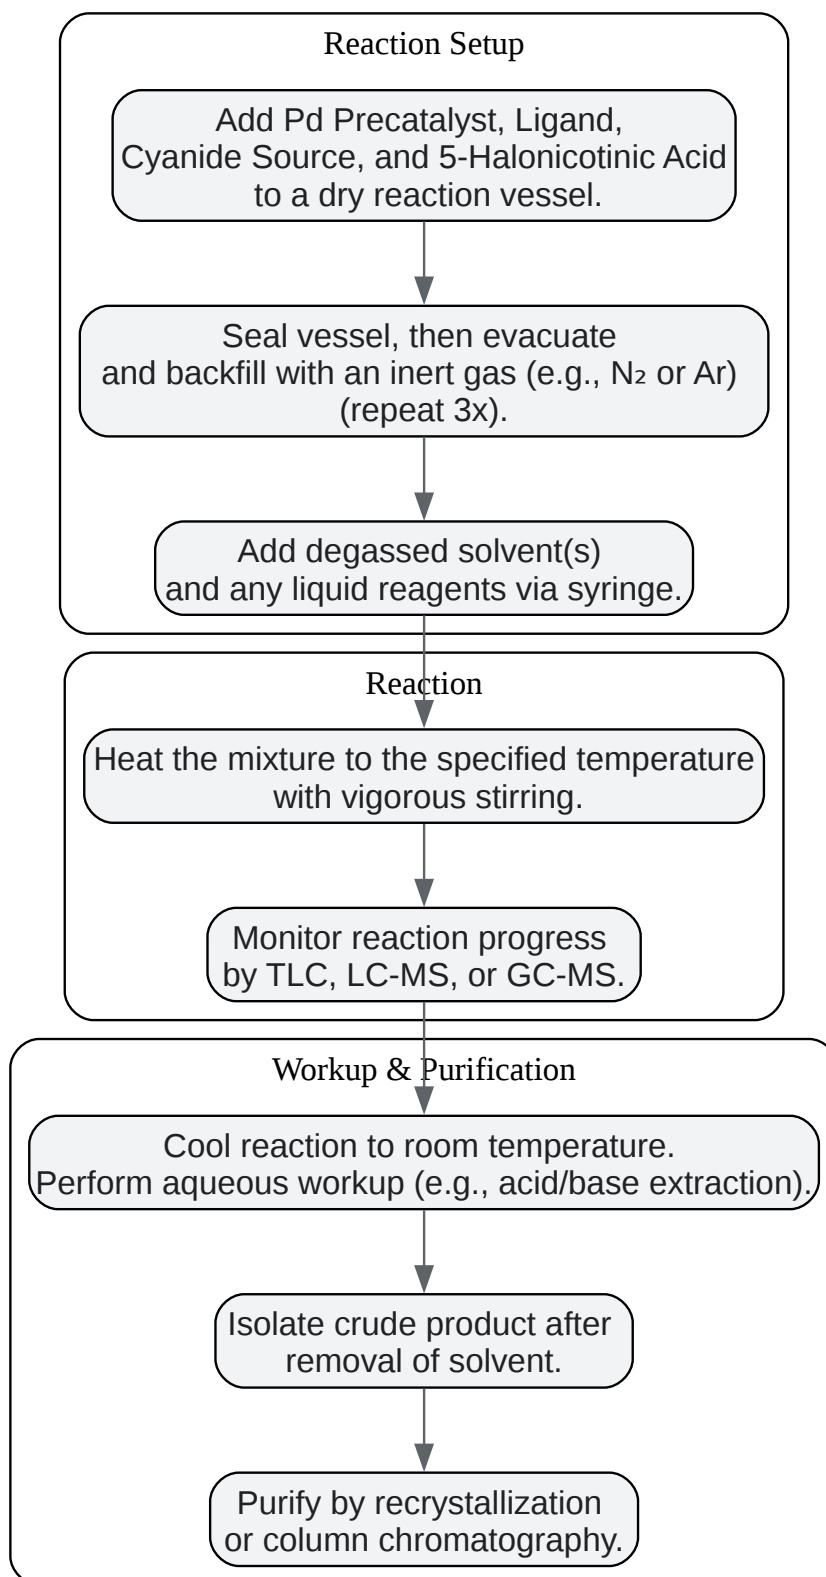 Reaction Setup
Add Pd Precatalyst, Ligand,
Cyanide Source, and 5-Halonicotinic Acid
to a dry reaction vessel.
Seal vessel, then evacuate
and backfill with an inert gas (e.g., N₂ or Ar)
(repeat 3x).
Add degassed solvent(s)
and any liquid reagents via syringe.
Reaction
Heat the mixture to the specified temperature
with vigorous stirring.
Monitor reaction progress
by TLC, LC-MS, or GC-MS.
Workup & Purification
Cool reaction to room temperature.
Perform aqueous workup (e.g., acid/base extraction).
Isolate crude product after
removal of solvent.
Purify by recrystallization
or column chromatography.